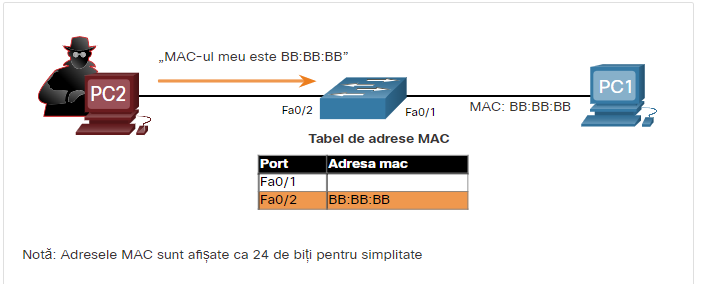 „MAC-ul meu este BB:BB:BB”
PC2
PC1
Fa0/2
Fa0/1
MAC: BB:BB:BB
Tabel de adrese MAC
Port Adresa mac
Fa0/1
Fa0/2 BB:BB:BB
Notă: Adresele MAC sunt afișate ca 24 de biți pentru simplitate